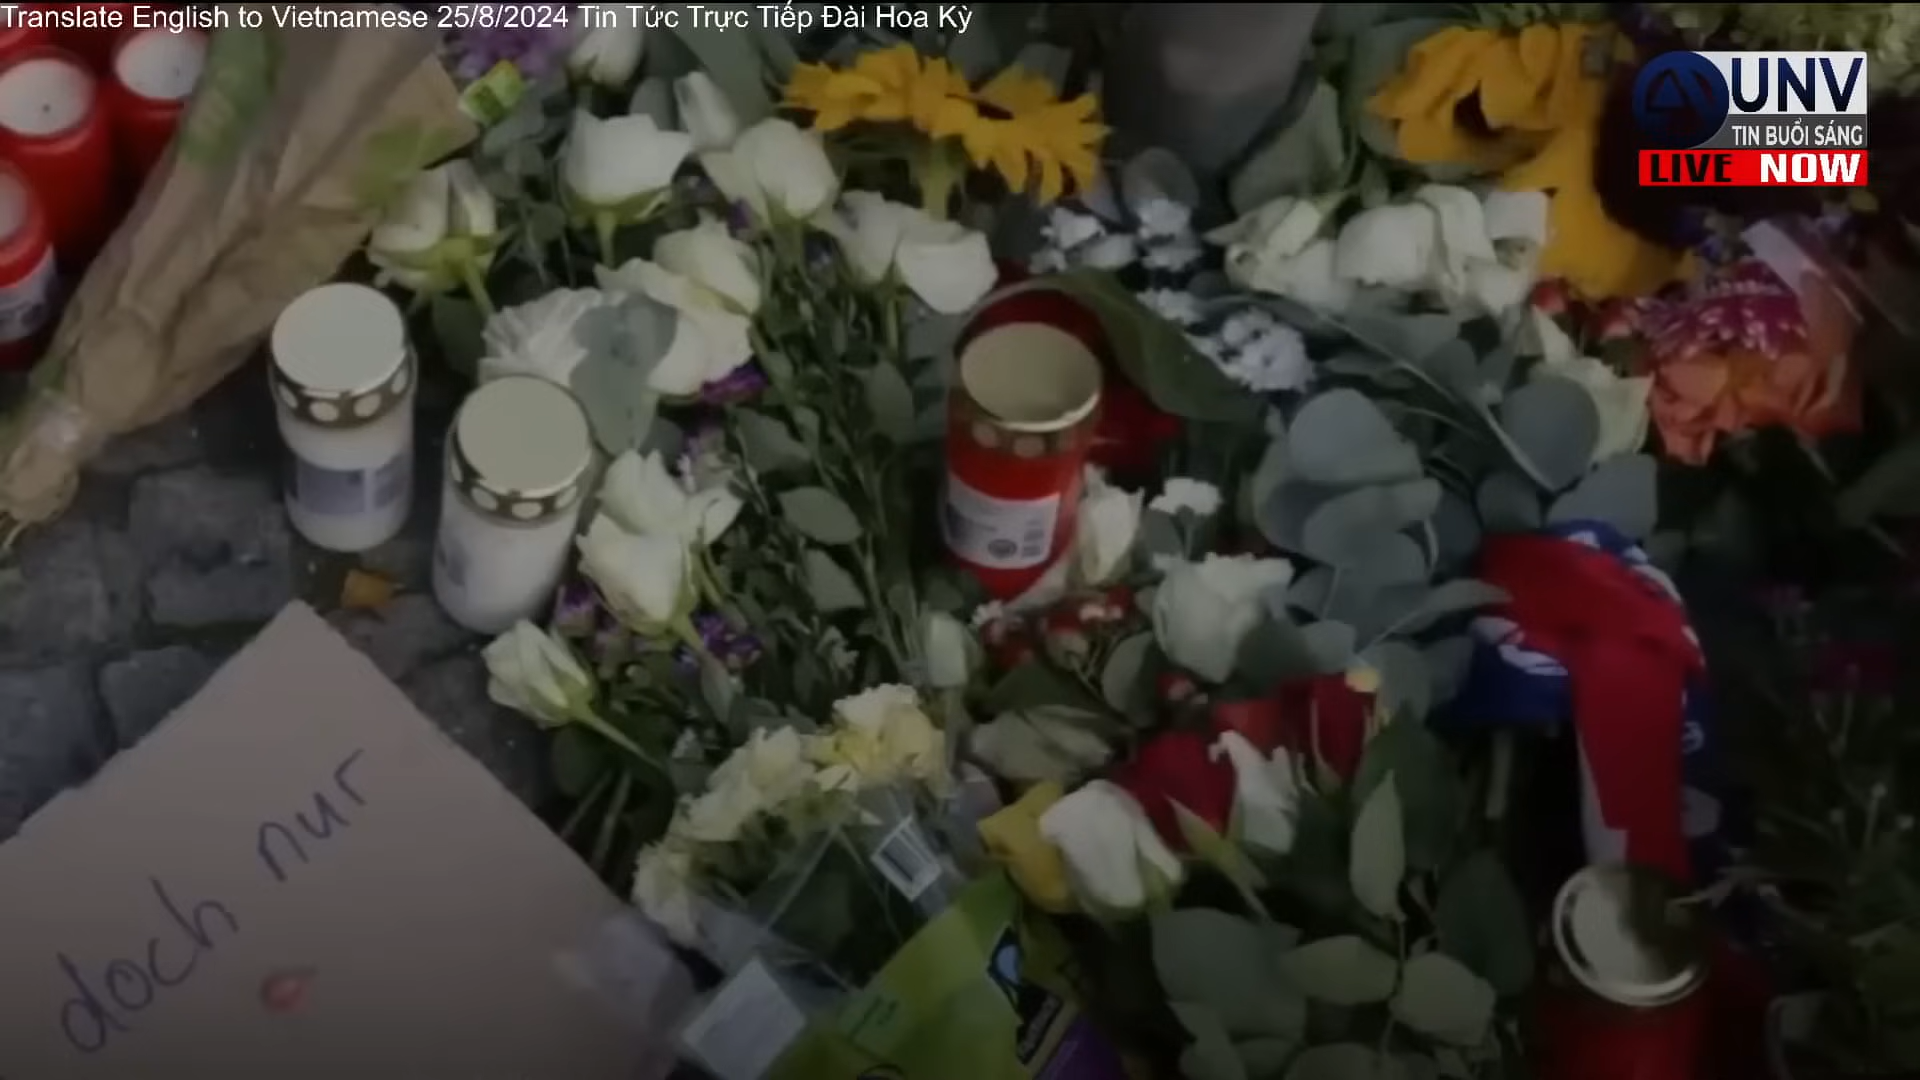 Translate English to Vietnamese 25/8/2024 Tin Tức Trực Tiếp Đài Hoa Kỳ
UNV
TIN BUỔI SÁNG
LIVE NOW
doch nur